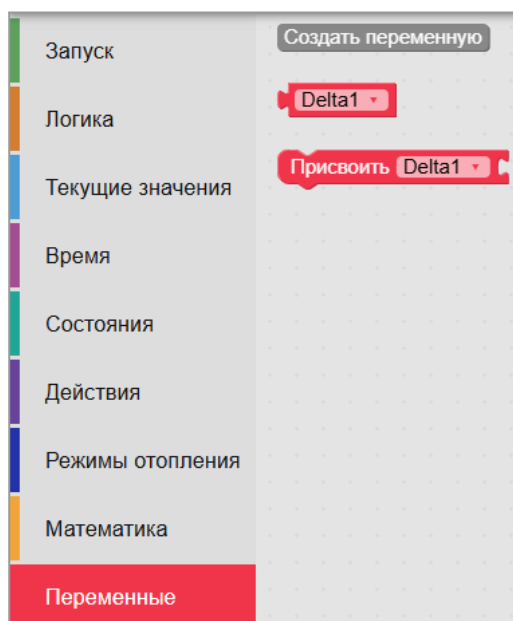 Запуск
Логика
Текущие значения
Время
Состояния
Действия
Режимы отопления
Математика
Переменные
Создать переменную
Delta1
Присвоить Delta1